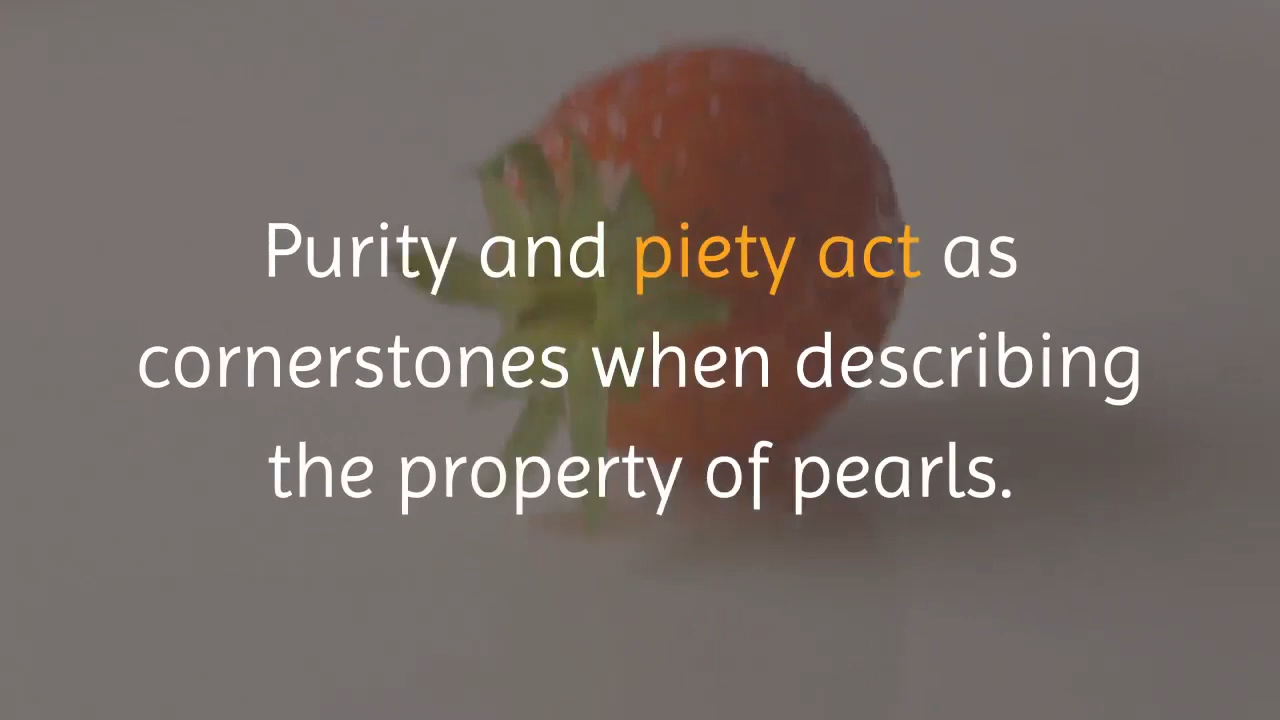 Purity and piety act as
cornerstones when describing
the property of pearls.